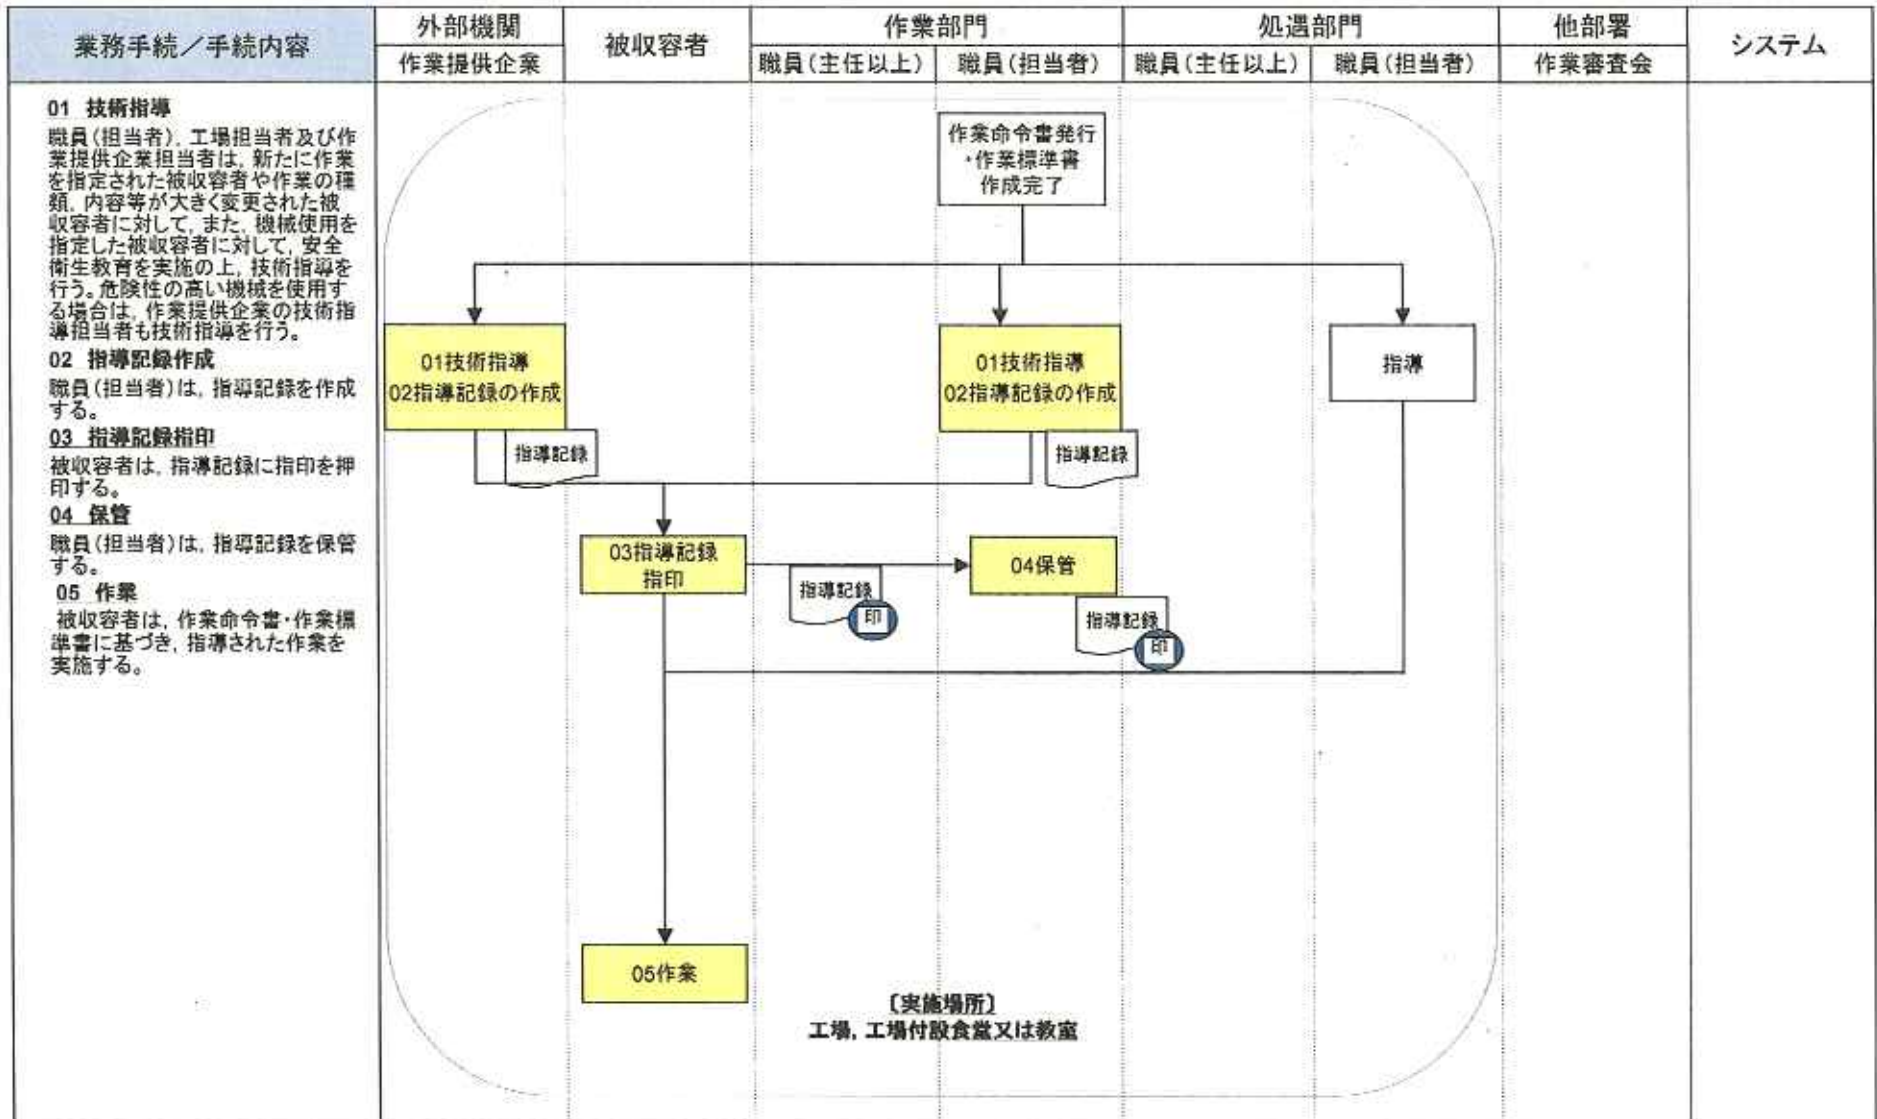 業務手続／手続内容
外部機関
作業提供企業
被収容者
作業部門
職員(主任以上)
職員(担当者)
処遇部門
職員(主任以上)
職員(担当者)
他部署
作業審査会
システム
01 技術指導
職員(担当者)，工場担当者及び作
業提供企業担当者は，新たに作業
を指定された被収容者や作業の種
類，内容等が大きく変更された被
収容者に対して，また，機械使用を
指定した被収容者に対して，安全
衛生教育を実施の上，技術指導を
行う。危険性の高い機械を使用す
る場合は，作業提供企業の技術指
導担当者も技術指導を行う。
02 指導記録作成
職員(担当者)は，指導記録を作成
する。
03 指導記録指印
被収容者は，指導記録に指印を押
印する。
04 保管
職員(担当者)は，指導記録を保管
する。
05 作業
被収容者は，作業命令書・作業標
準書に基づき，指導された作業を
実施する。
作業命令書発行
・作業標準書
作成完了
01技術指導
02指導記録の作成
指導記録
01技術指導
02指導記録の作成
指導記録
指導
03指導記録
指印
指導記録
印
04保管
指導記録
印
05作業
〔実施場所〕
工場，工場付設食堂又は教室